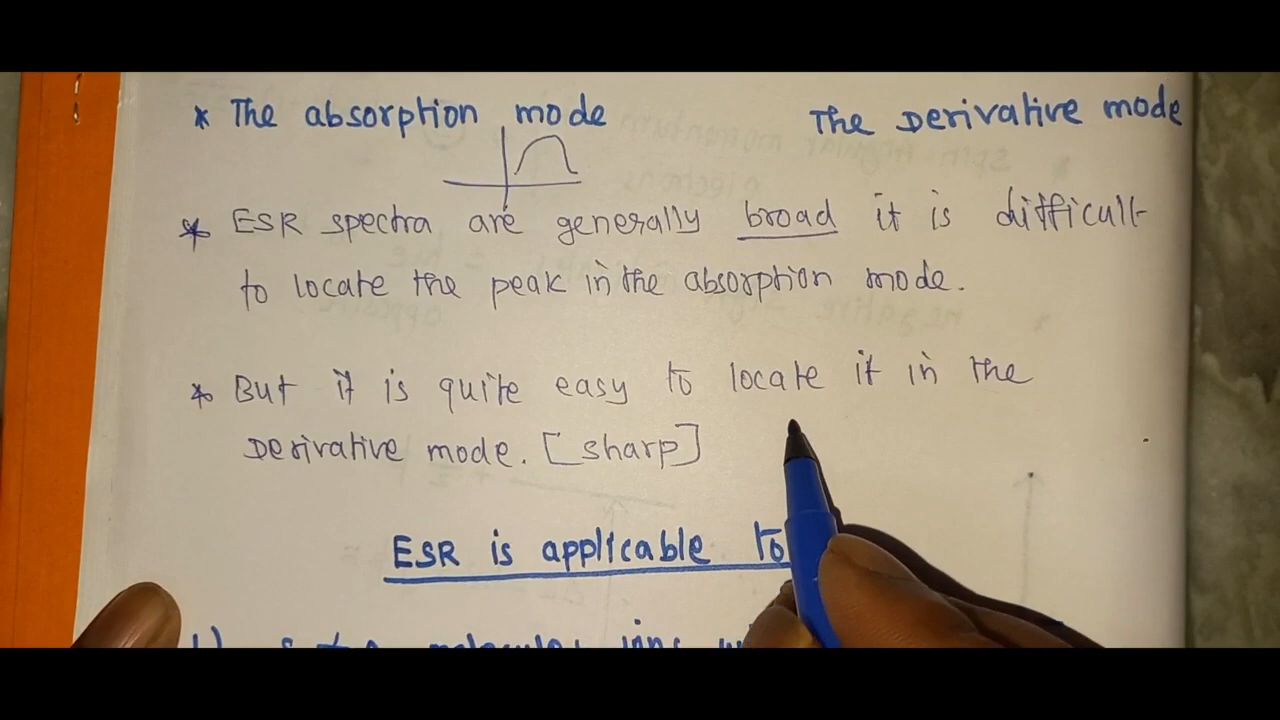 * The absorption mode The Derivative mode
* ESR spectra are generally broad it is difficult
to locate the peak in the absorption mode.
* But it is quite easy to locate it in the
Derivative mode. [sharp]
ESR is applicable to
molecules ions